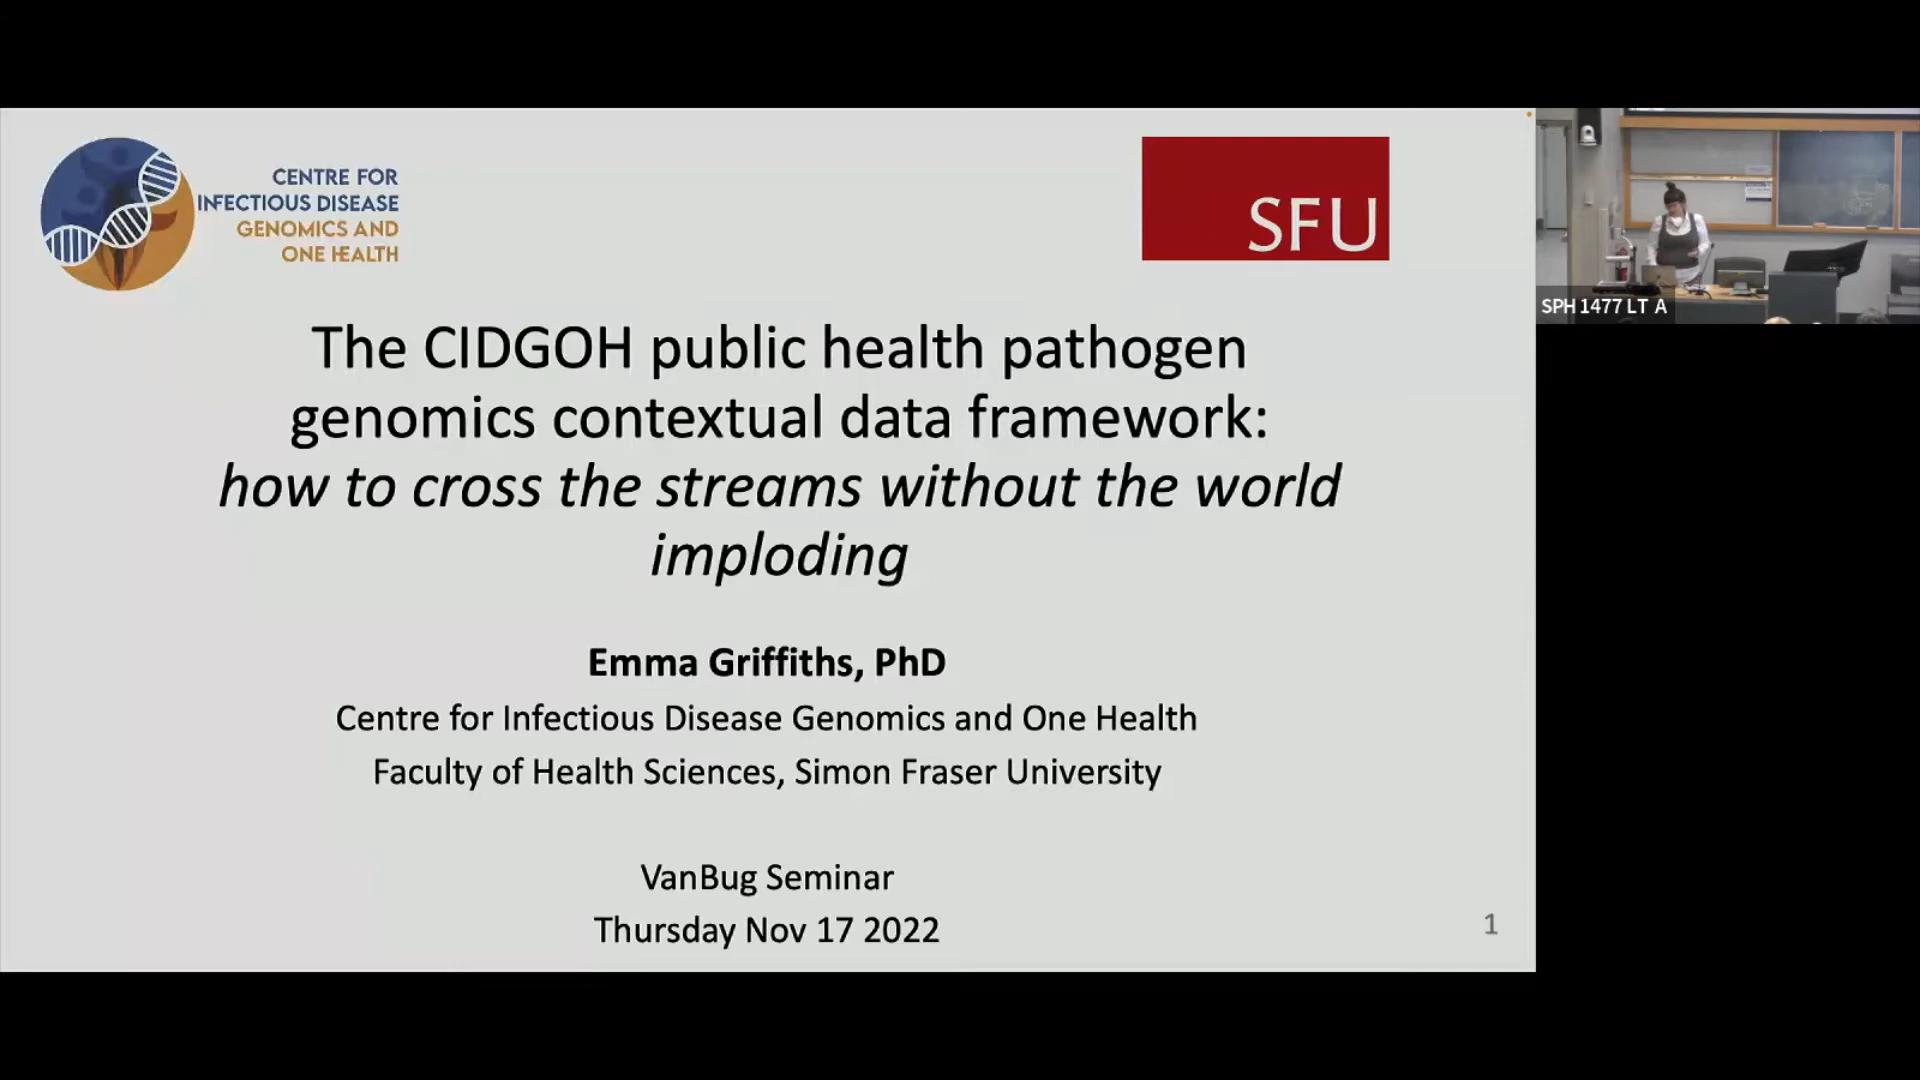 CENTRE FOR
INFECTIOUS DISEASE
GENOMICS AND
ONE HEALTH
SFU
The CIDGOH public health pathogen
genomics contextual data framework:
how to cross the streams without the world
imploding
Emma Griffiths, PhD
Centre for Infectious Disease Genomics and One Health
Faculty of Health Sciences, Simon Fraser University
VanBug Seminar
Thursday Nov 17 2022
1
SPH 1477 LT A